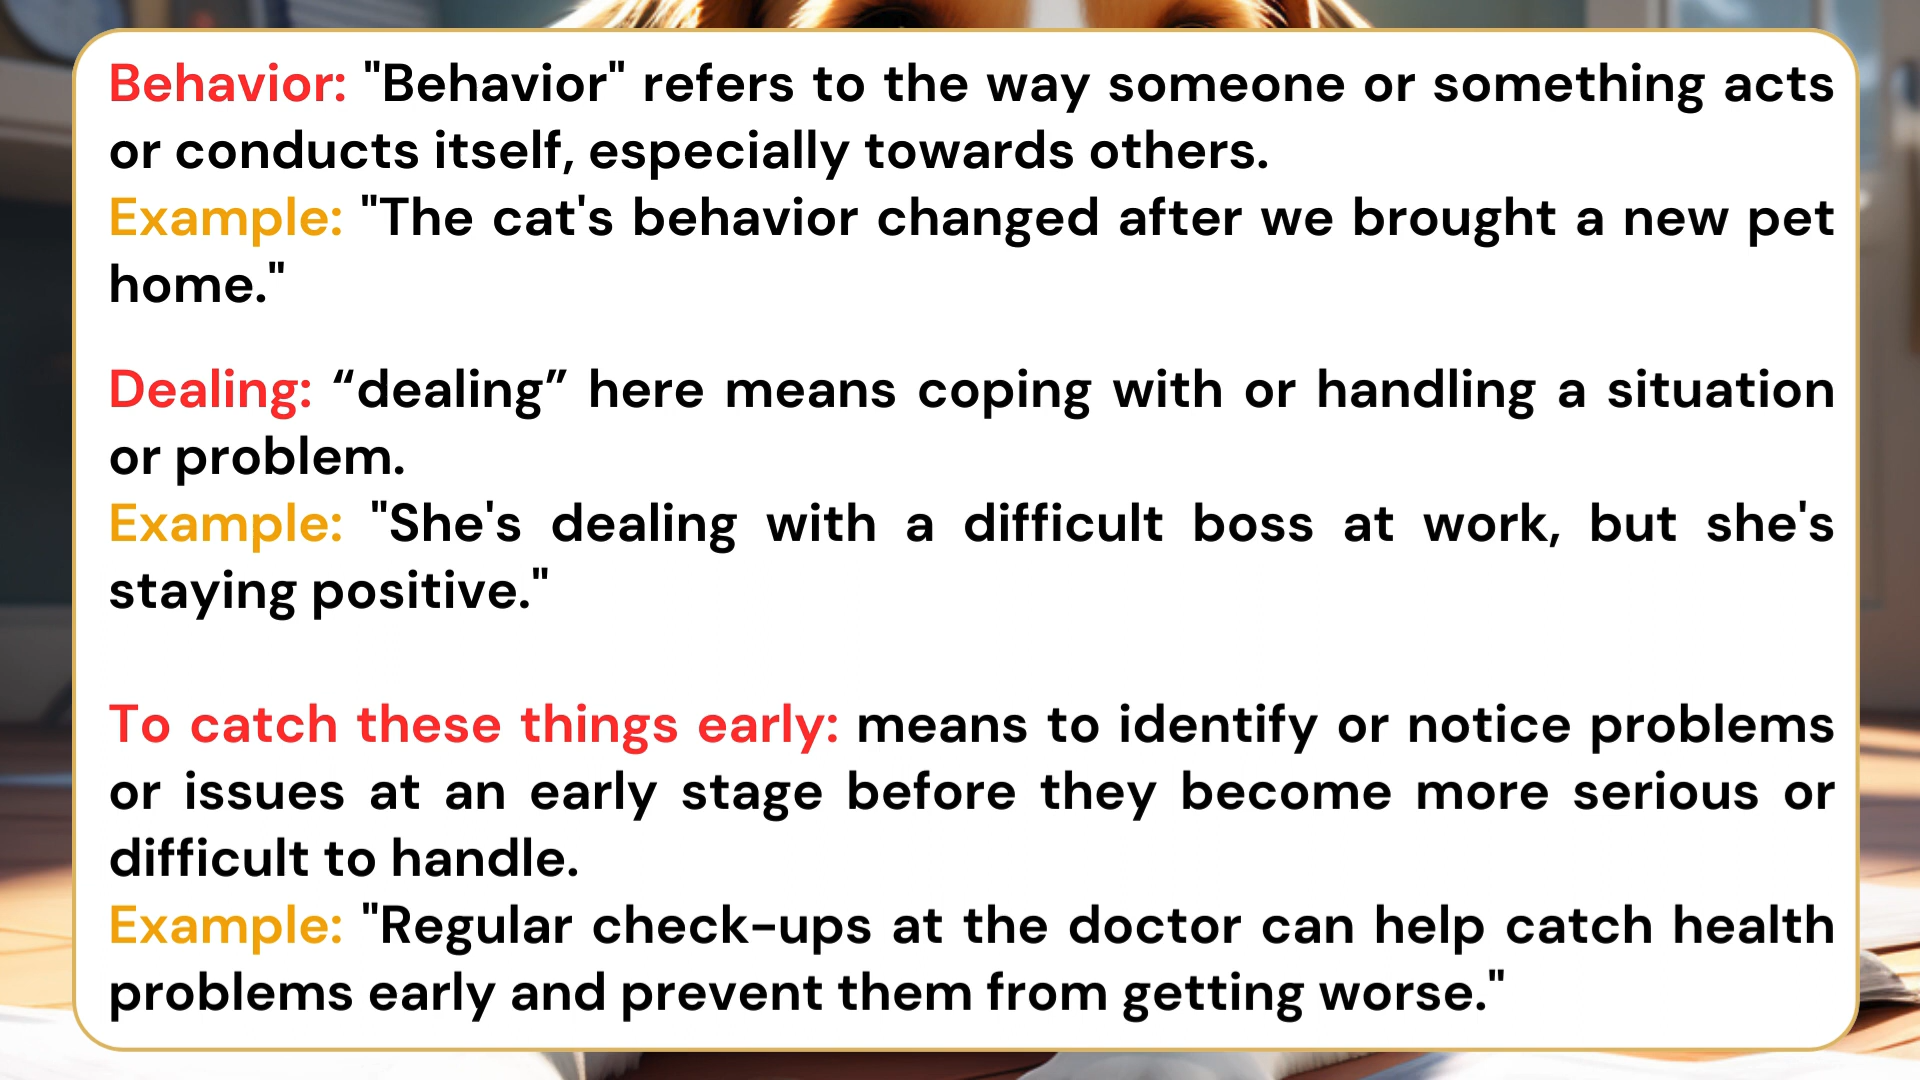 Behavior: "Behavior" refers to the way someone or something acts
or conducts itself, especially towards others.
Example: "The cat's behavior changed after we brought a new pet
home."
Dealing: “dealing” here means coping with or handling a situation
or problem.
Example: "She's dealing with a difficult boss at work, but she's
staying positive."
To catch these things early: means to identify or notice problems
or issues at an early stage before they become more serious or
difficult to handle.
Example: "Regular check-ups at the doctor can help catch health
problems early and prevent them from getting worse."